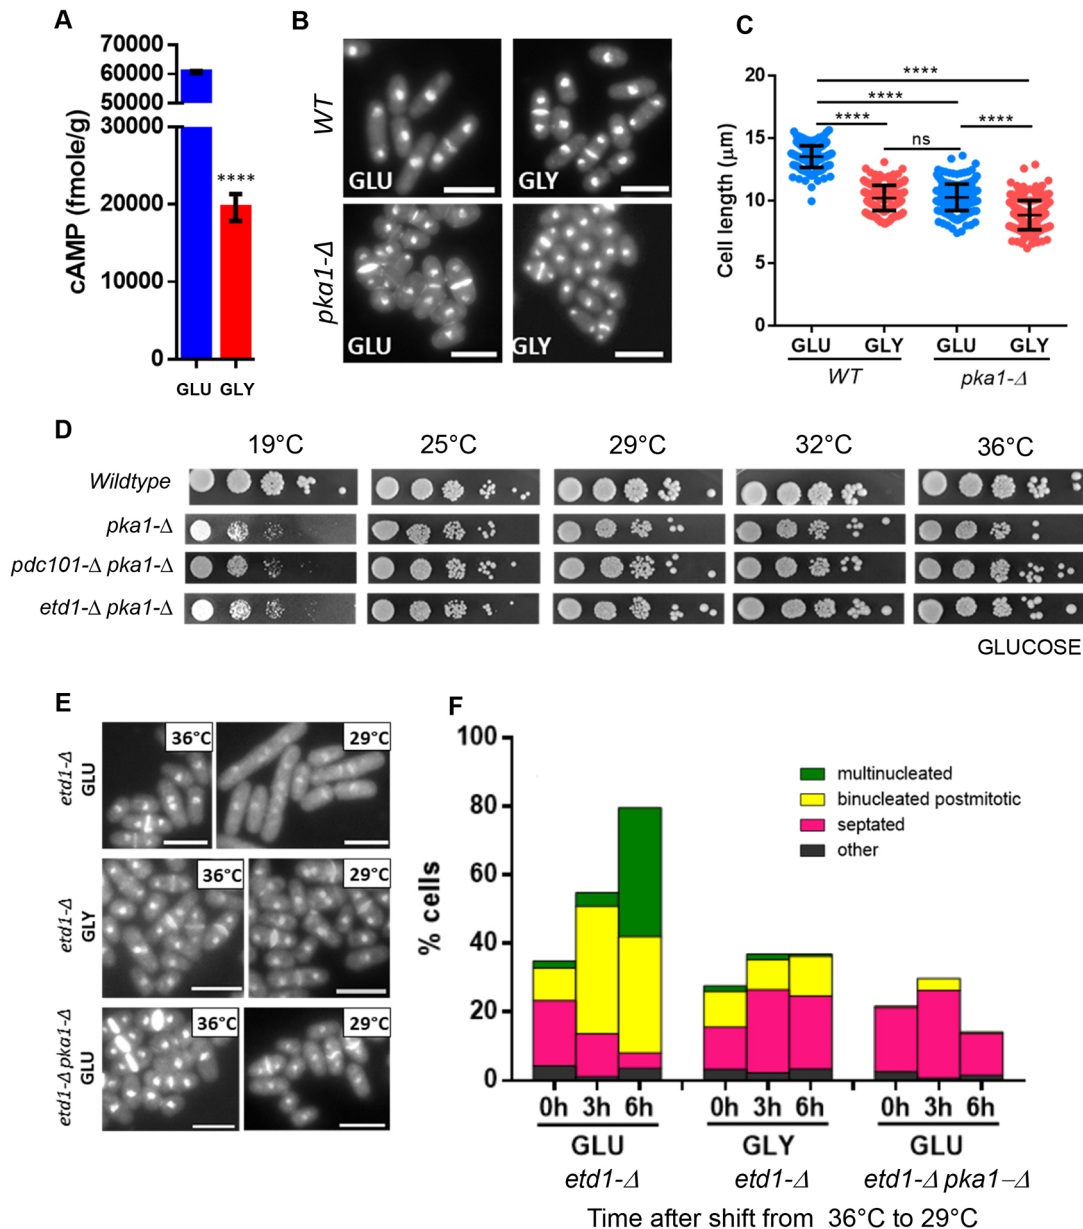 A
cAMP (fmole/g)
70000
60000
50000
30000
20000
10000
0
****
GLU GLY
B
WT
GLU
GLY
pka1-Δ
GLU
GLY
C
Cell length (μm)
20
15
10
5
0
****
****
****
ns
****
GLU GLY GLU GLY
WT pka1-Δ
D
19°C 25°C 29°C 32°C 36°C
Wildtype
pka1-Δ
pdc101-Δ pka1-Δ
etd1-Δ pka1-Δ
GLUCOSE
E
etd1-Δ
GLU
36°C 29°C
etd1-Δ
GLY
36°C 29°C
etd1-Δ pka1-Δ
GLU
36°C 29°C
F
% cells
100
80
60
40
20
0
multinucleated
binucleated postmitotic
septated
other
0h 3h 6h 0h 3h 6h 0h 3h 6h
GLU GLY GLU
etd1-Δ etd1-Δ etd1-Δ pka1–Δ
Time after shift from 36°C to 29°C